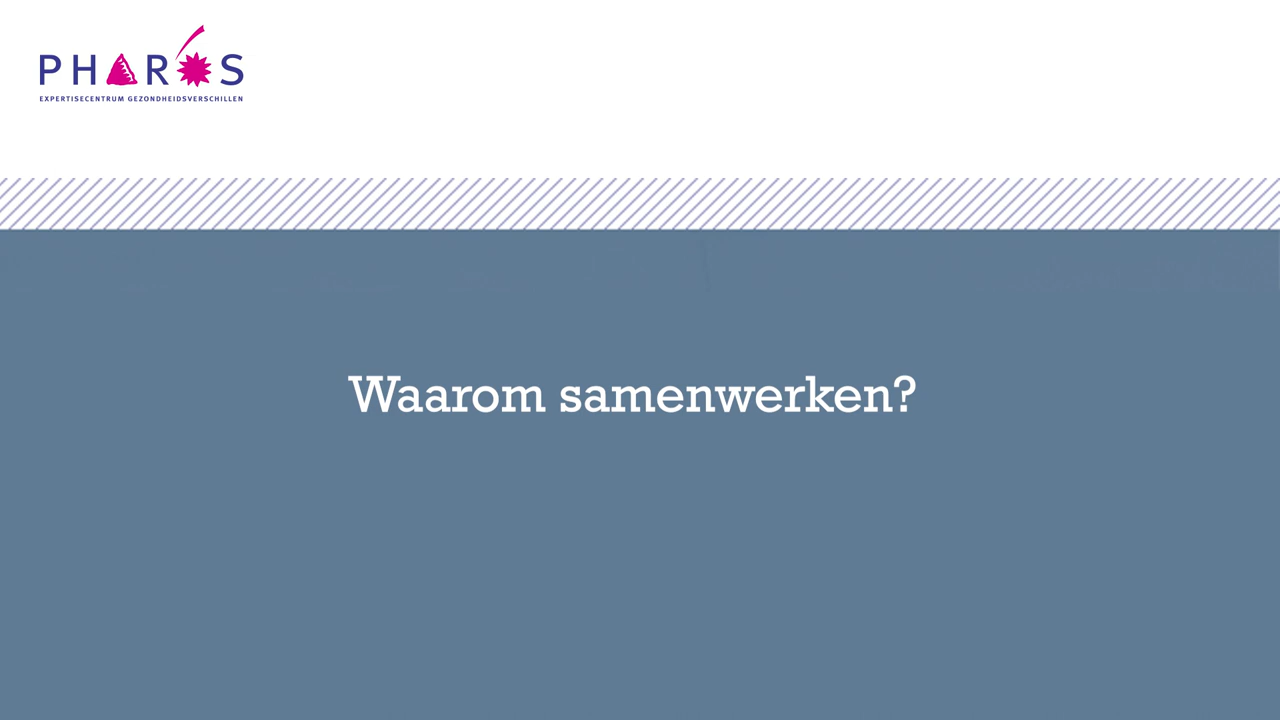 PHAROS
EXPERTISECENTRUM GEZONDHEIDSVERSCHILLEN
Waarom samenwerken?